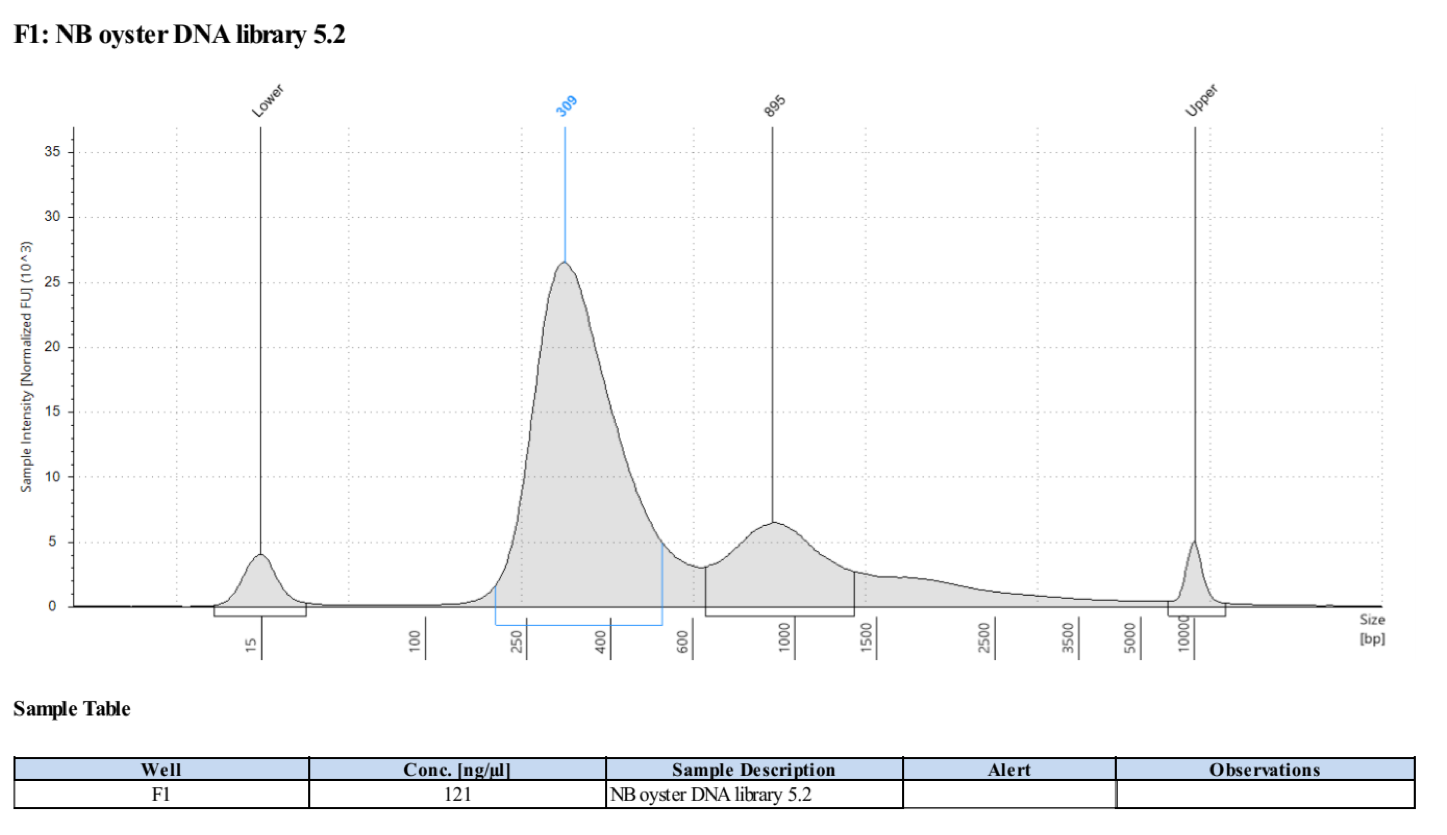 F1: NB oyster DNA library 5.2
Lower 309 895 Upper
Sample Intensity [Normalized FU] (10^3)
35
30
25
20
15
10
5
0
15 100 250 400 600 1000 1500 2500 3500 5000 10000
Size
[bp]
Sample Table
Well Conc. [ng/µl] Sample Description Alert Observations
F1 121 NB oyster DNA library 5.2